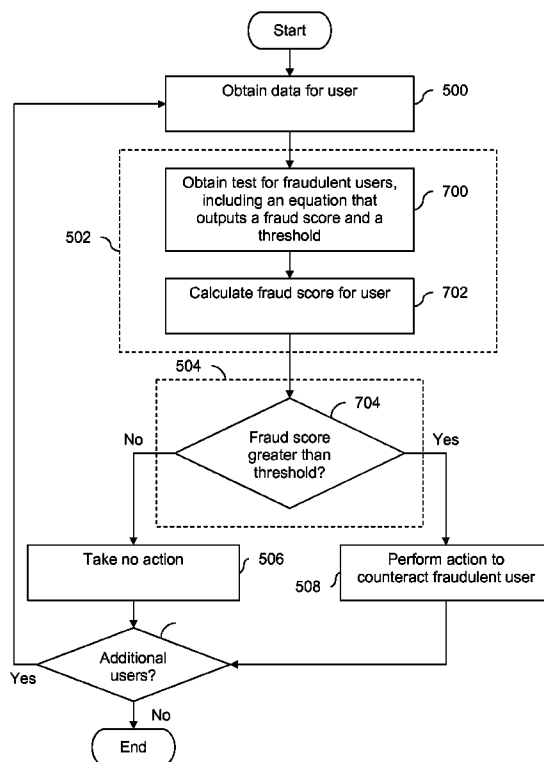 Start
Obtain data for user
500
Obtain test for fraudulent users,
including an equation that
outputs a fraud score and a
threshold
700
502
Calculate fraud score for user
702
504
704
Fraud score
greater than
threshold?
No
Yes
Take no action
506
Perform action to
counteract fraudulent user
508
Additional
users?
Yes
No
End